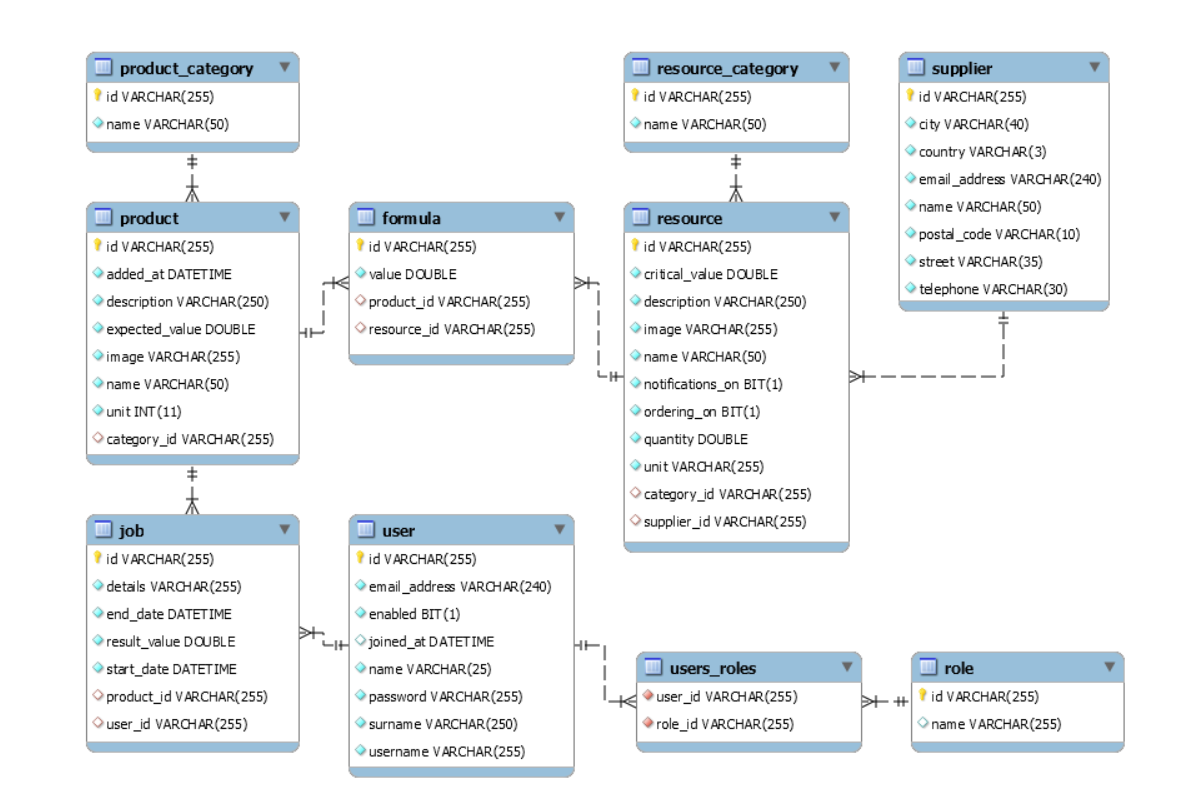 product_category
id VARCHAR(255)
name VARCHAR(50)
resource_category
id VARCHAR(255)
name VARCHAR(50)
supplier
id VARCHAR(255)
city VARCHAR(40)
country VARCHAR(3)
email_address VARCHAR(240)
name VARCHAR(50)
postal_code VARCHAR(10)
street VARCHAR(35)
telephone VARCHAR(30)
product
id VARCHAR(255)
added_at DATETIME
description VARCHAR(250)
expected_value DOUBLE
image VARCHAR(255)
name VARCHAR(50)
unit INT(11)
category_id VARCHAR(255)
formula
id VARCHAR(255)
value DOUBLE
product_id VARCHAR(255)
resource_id VARCHAR(255)
resource
id VARCHAR(255)
critical_value DOUBLE
description VARCHAR(250)
image VARCHAR(255)
name VARCHAR(50)
notifications_on BIT(1)
ordering_on BIT(1)
quantity DOUBLE
unit VARCHAR(255)
category_id VARCHAR(255)
supplier_id VARCHAR(255)
job
id VARCHAR(255)
details VARCHAR(255)
end_date DATETIME
result_value DOUBLE
start_date DATETIME
product_id VARCHAR(255)
user_id VARCHAR(255)
user
id VARCHAR(255)
email_address VARCHAR(240)
enabled BIT(1)
joined_at DATETIME
name VARCHAR(25)
password VARCHAR(255)
surname VARCHAR(250)
username VARCHAR(255)
users_roles
user_id VARCHAR(255)
role_id VARCHAR(255)
role
id VARCHAR(255)
name VARCHAR(255)